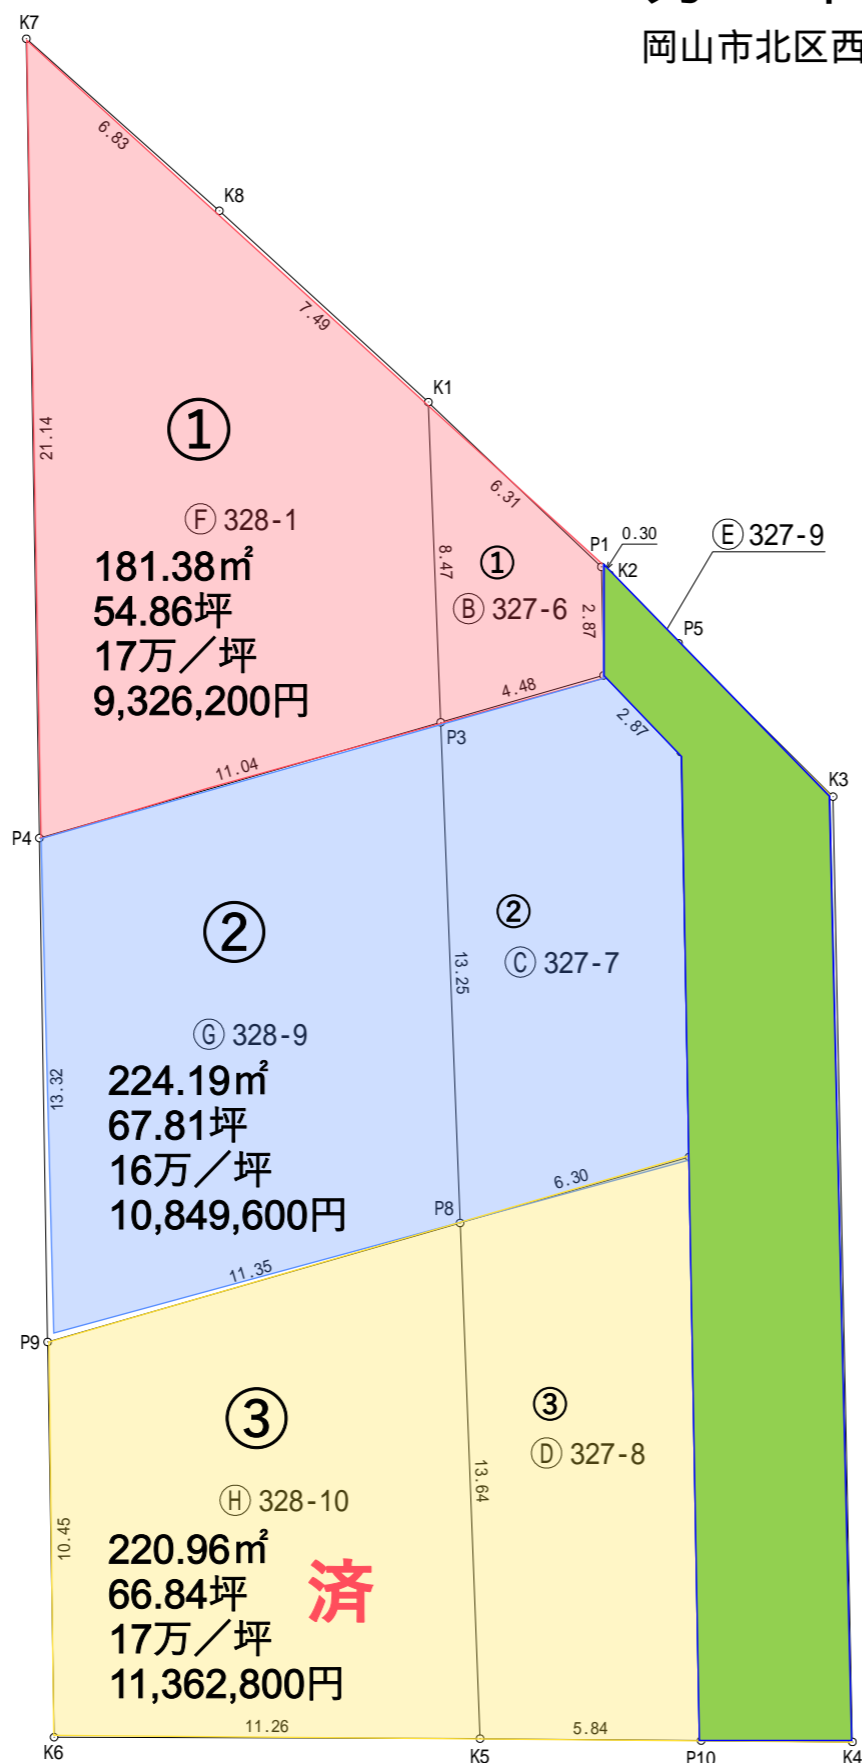 岡山市北区西
K7
6.83
K8
7.49
K1
21.14
①
Ⓕ 328-1
181.38㎡
54.86坪
17万／坪
9,326,200円
6.31
8.47
①
Ⓑ 327-6
P1
0.30
K2
Ⓔ 327-9
P5
2.87
4.48
2.87
P3
11.04
P4
K3
②
②
Ⓒ 327-7
13.25
Ⓖ 328-9
224.19㎡
67.81坪
16万／坪
10,849,600円
13.32
6.30
P8
11.35
P9
③
③
Ⓓ 327-8
13.64
Ⓗ 328-10
220.96㎡
66.84坪
17万／坪
11,362,800円
済
10.45
11.26
5.84
K6
K5
P10
K4